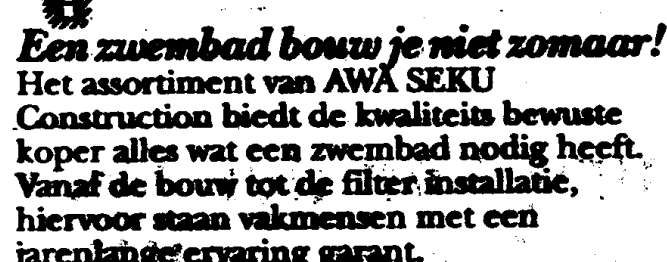 Een zwembad bouw je niet zomaar!
Het assortiment van AWA SEKU
Construction biedt de kwaliteits bewuste
koper alles wat een zwembad nodig heeft.
Vanaf de bouw tot de filter installatie,
hiervoor staan vakmensen met een
jarenlange ervaring garant.